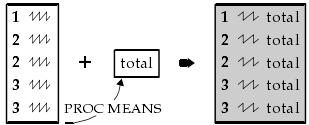 1
2
2
3
3
+
total
PROC MEANS
1 total
2 total
2 total
3 total
3 total